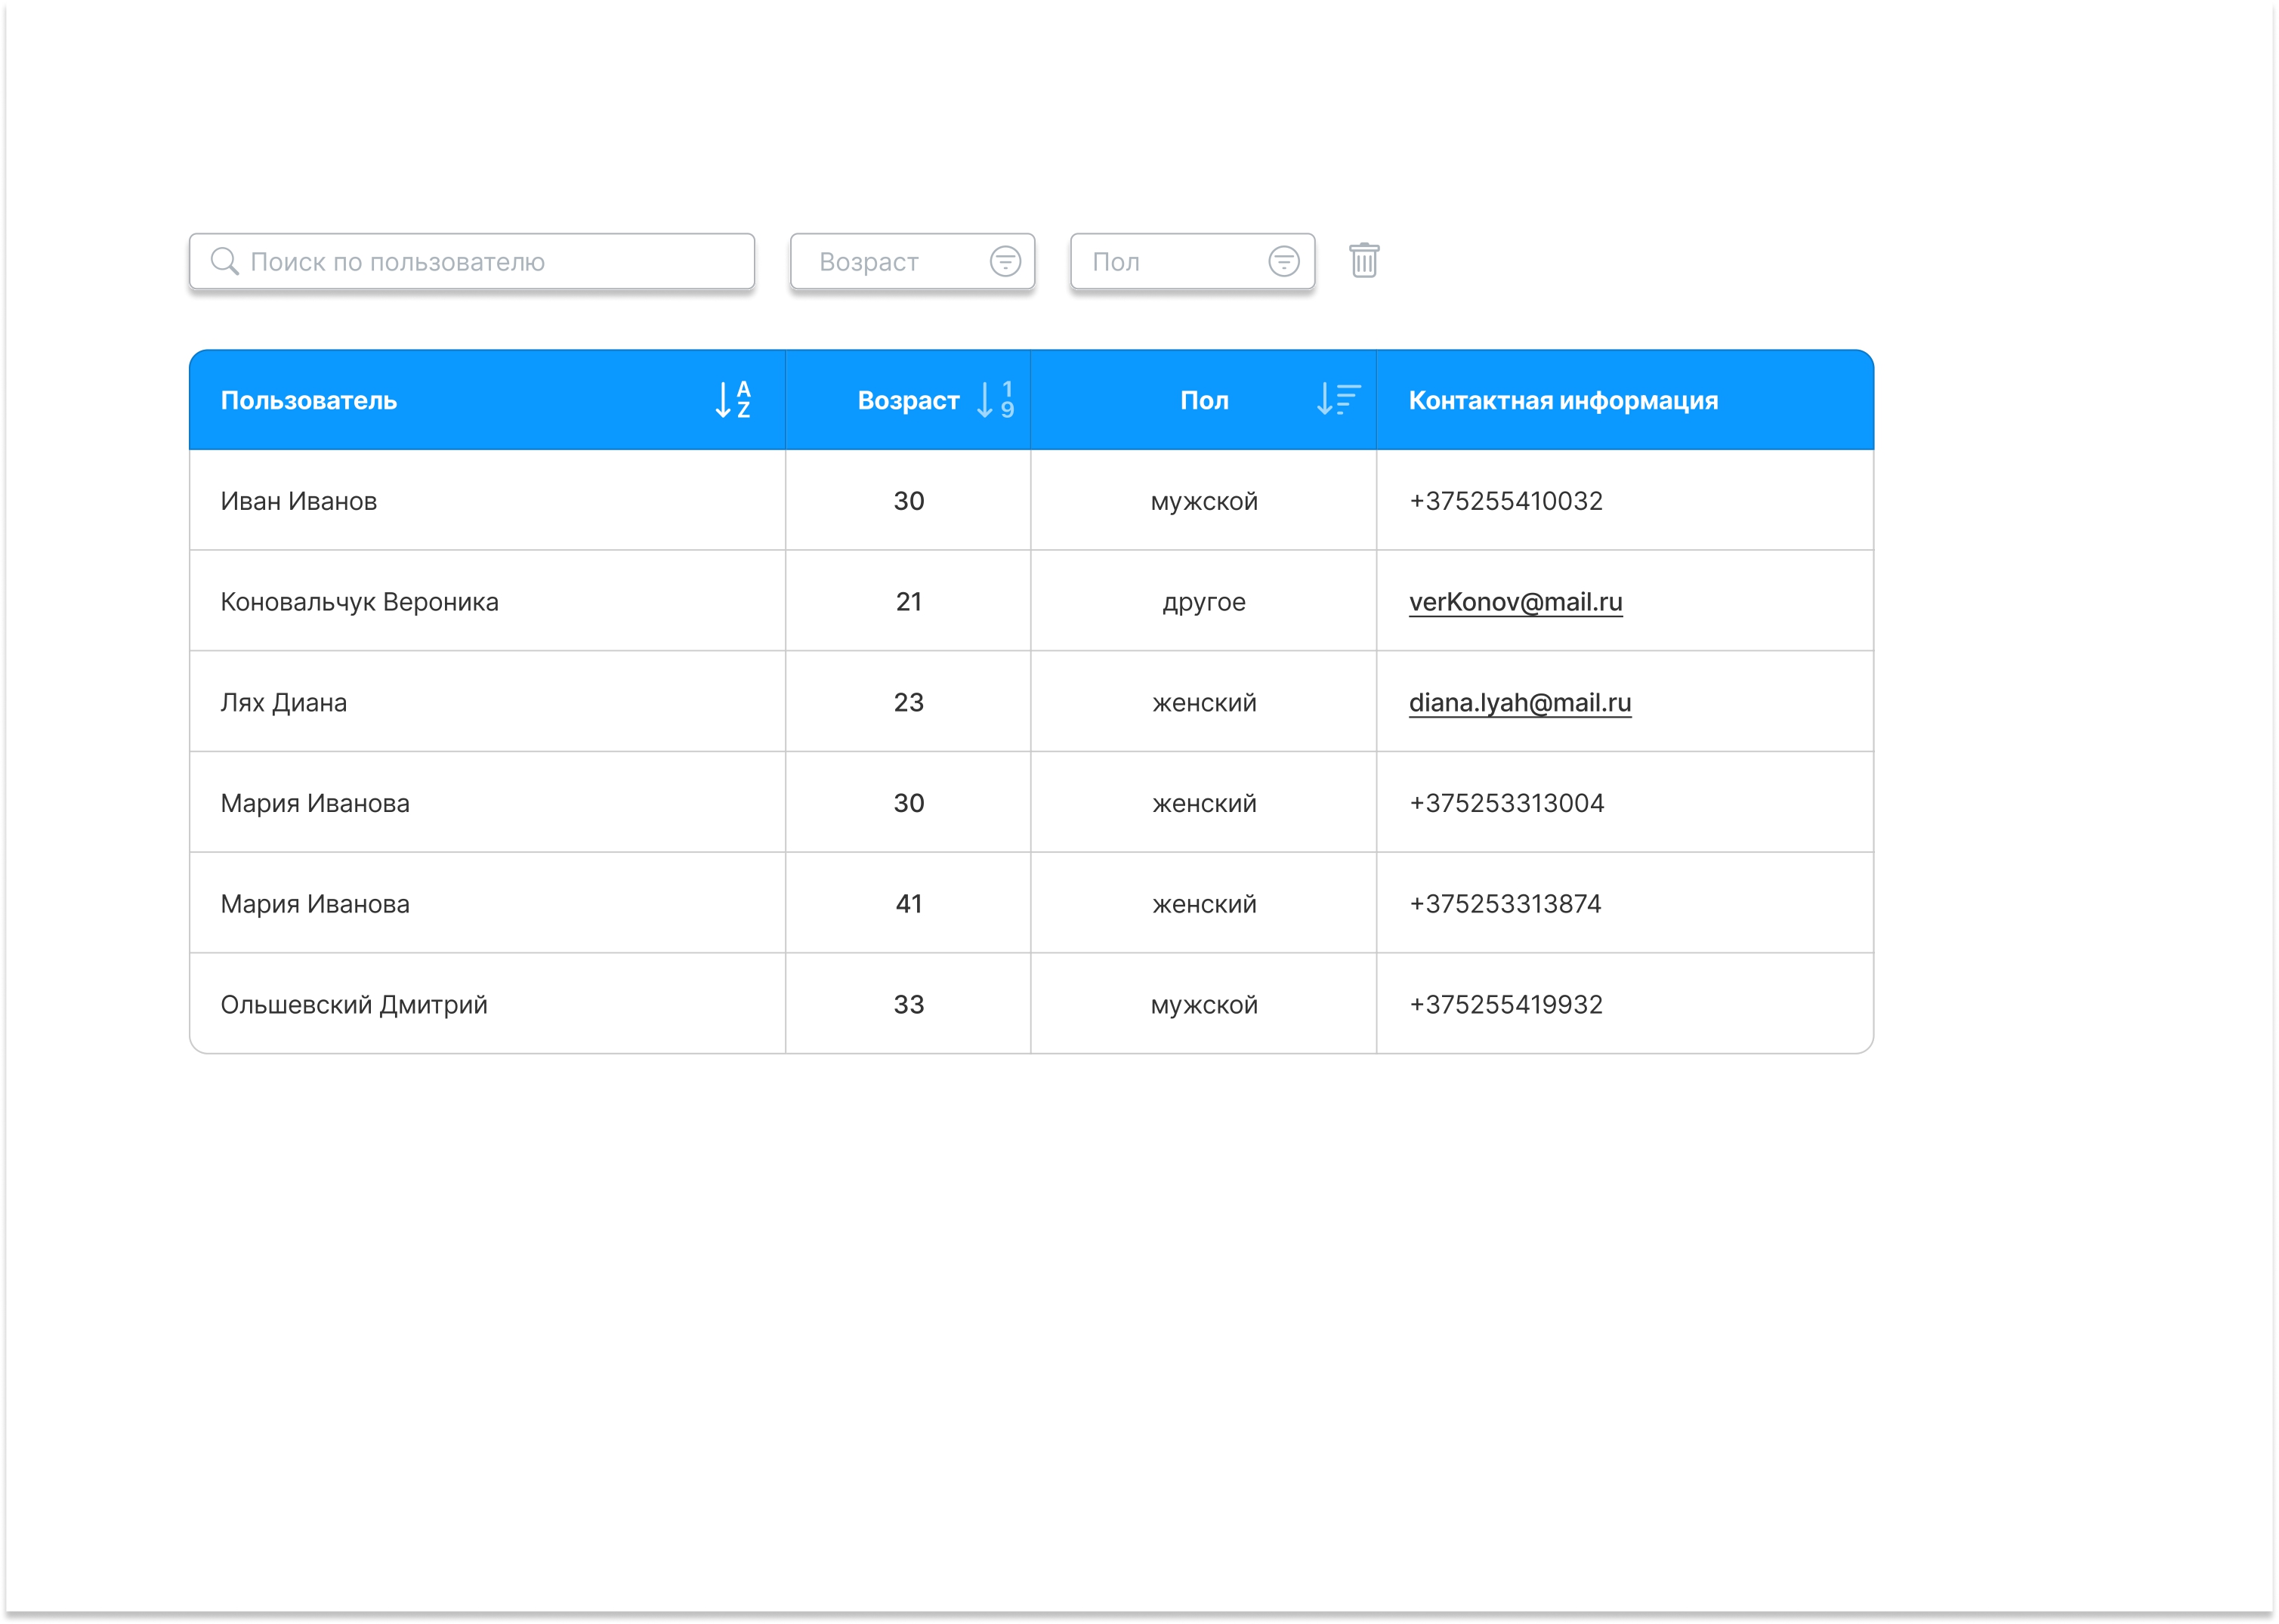 Поиск по пользователю Возраст Пол
Пользователь A Z Возраст 1 9 Пол Контактная информация
Иван Иванов 30 мужской +375255410032
Коновальчук Вероника 21 другое verKonov@mail.ru
Лях Диана 23 женский diana.lyah@mail.ru
Мария Иванова 30 женский +375253313004
Мария Иванова 41 женский +375253313874
Ольшевский Дмитрий 33 мужской +375255419932